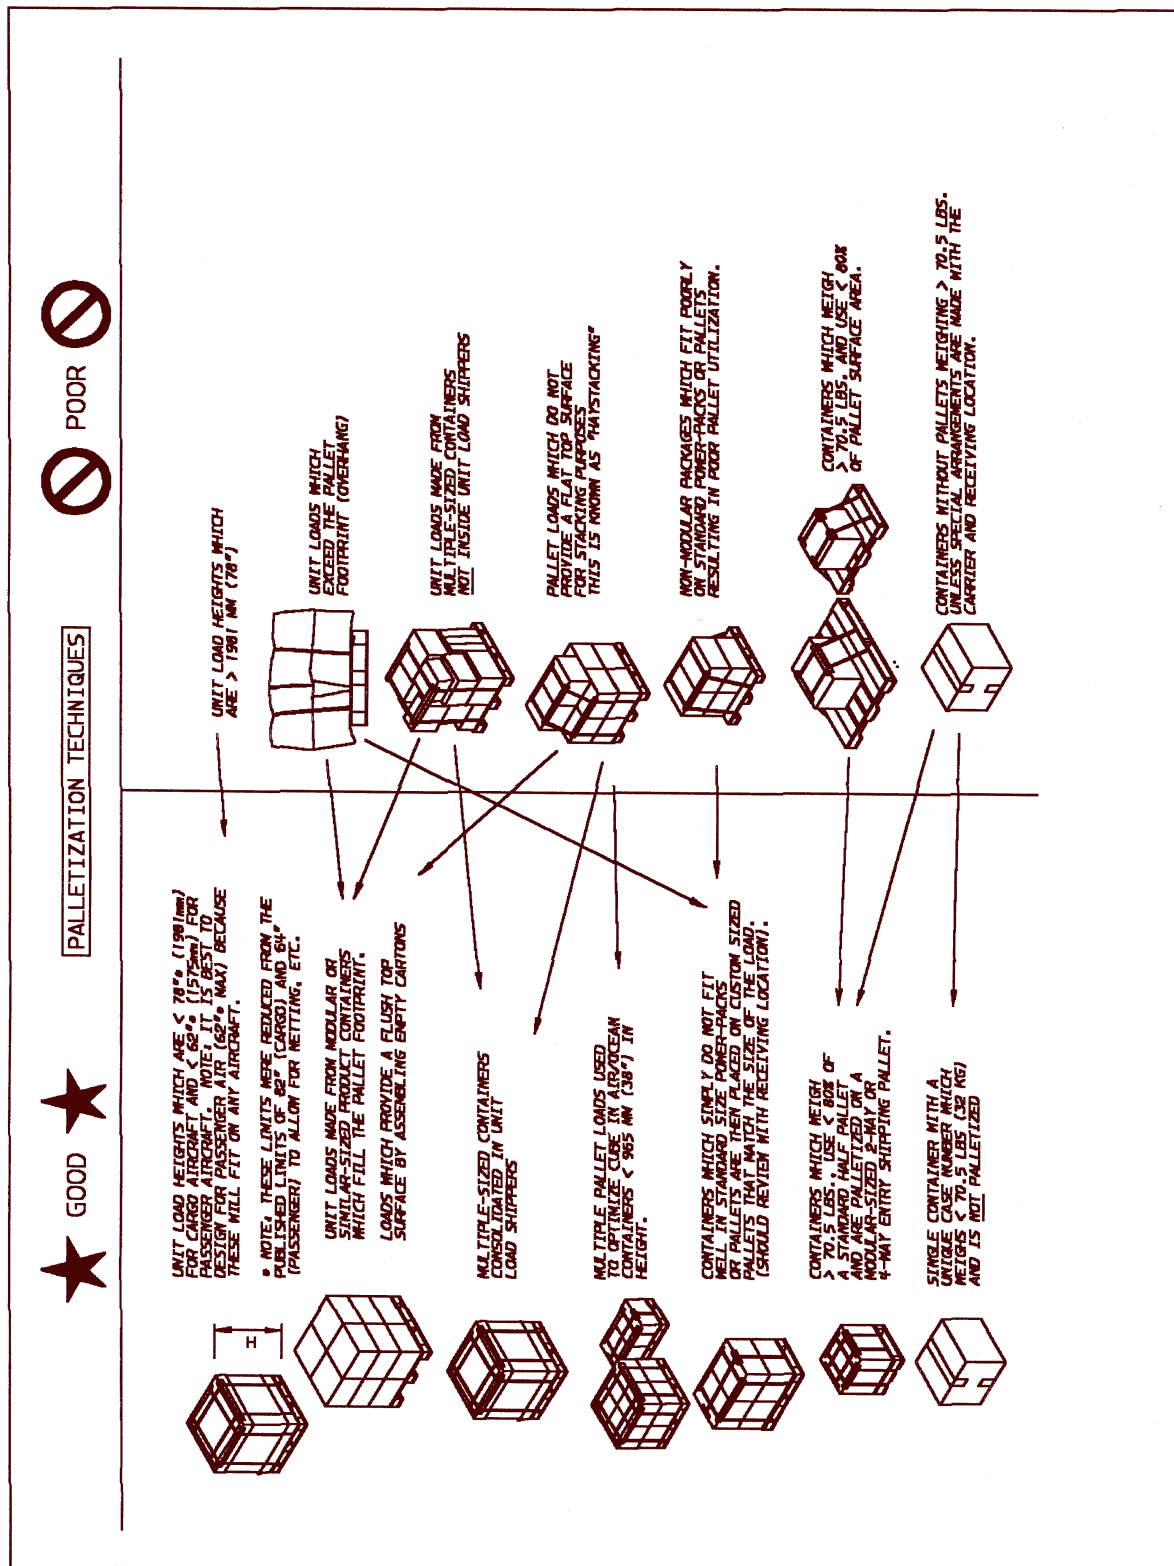 PALLETIZATION TECHNIQUES
GOOD
UNIT LOAD HEIGHTS WHICH ARE < 78"* (1981mm)
FOR CARGO AIRCRAFT AND < 62"* (1575mm) FOR
PASSENGER AIRCRAFT. NOTE: IT IS BEST TO
DESIGN FOR PASSENGER AIR (62"* MAX) BECAUSE
THESE WILL FIT ON ANY AIRCRAFT.
* NOTE: THESE LIMITS WERE REDUCED FROM THE
PUBLISHED LIMITS OF 82" (CARGO) AND 64"
(PASSENGER) TO ALLOW FOR NETTING, ETC.
H
UNIT LOADS MADE FROM MODULAR OR
SIMILAR-SIZED PRODUCT CONTAINERS
WHICH FILL THE PALLET FOOTPRINT.
LOADS WHICH PROVIDE A FLUSH TOP
SURFACE BY ASSEMBLING EMPTY CARTONS
MULTIPLE-SIZED CONTAINERS
CONSOLIDATED IN UNIT
LOAD SHIPPERS
MULTIPLE PALLET LOADS USED
TO OPTIMIZE CUBE IN AIR/OCEAN
CONTAINERS < 965 MM (38") IN
HEIGHT.
CONTAINERS WHICH SIMPLY DO NOT FIT
WELL IN STANDARD SIZE POWER-PACKS
OR PALLETS ARE THEN PLACED ON CUSTOM SIZED
PALLETS THAT MATCH THE SIZE OF THE LOAD.
(SHOULD REVIEW WITH RECEIVING LOCATION).
CONTAINERS WHICH WEIGH
> 70.5 LBS., USE < 80% OF
A STANDARD HALF PALLET
AND ARE PALLETIZED ON A
MODULAR-SIZED 2-WAY OR
4-WAY ENTRY SHIPPING PALLET.
SINGLE CONTAINER WITH A
UNIQUE CASE NUMBER WHICH
WEIGHS < 70.5 LBS (32 KG)
AND IS NOT PALLETIZED
POOR
UNIT LOAD HEIGHTS WHICH
ARE > 1981 MM (78")
UNIT LOADS WHICH
EXCEED THE PALLET
FOOTPRINT (OVERHANG)
UNIT LOADS MADE FROM
MULTIPLE-SIZED CONTAINERS
NOT INSIDE UNIT LOAD SHIPPERS
PALLET LOADS WHICH DO NOT
PROVIDE A FLAT TOP SURFACE
FOR STACKING PURPOSES
THIS IS KNOWN AS "HAYSTACKING"
NON-MODULAR PACKAGES WHICH FIT POORLY
ON STANDARD POWER-PACKS OR PALLETS
RESULTING IN POOR PALLET UTILIZATION.
CONTAINERS WHICH WEIGH
> 70.5 LBS. AND USE < 80%
OF PALLET SURFACE AREA.
CONTAINERS WITHOUT PALLETS WEIGHING > 70.5 LBS.
UNLESS SPECIAL ARRANGEMENTS ARE MADE WITH THE
CARRIER AND RECEIVING LOCATION.